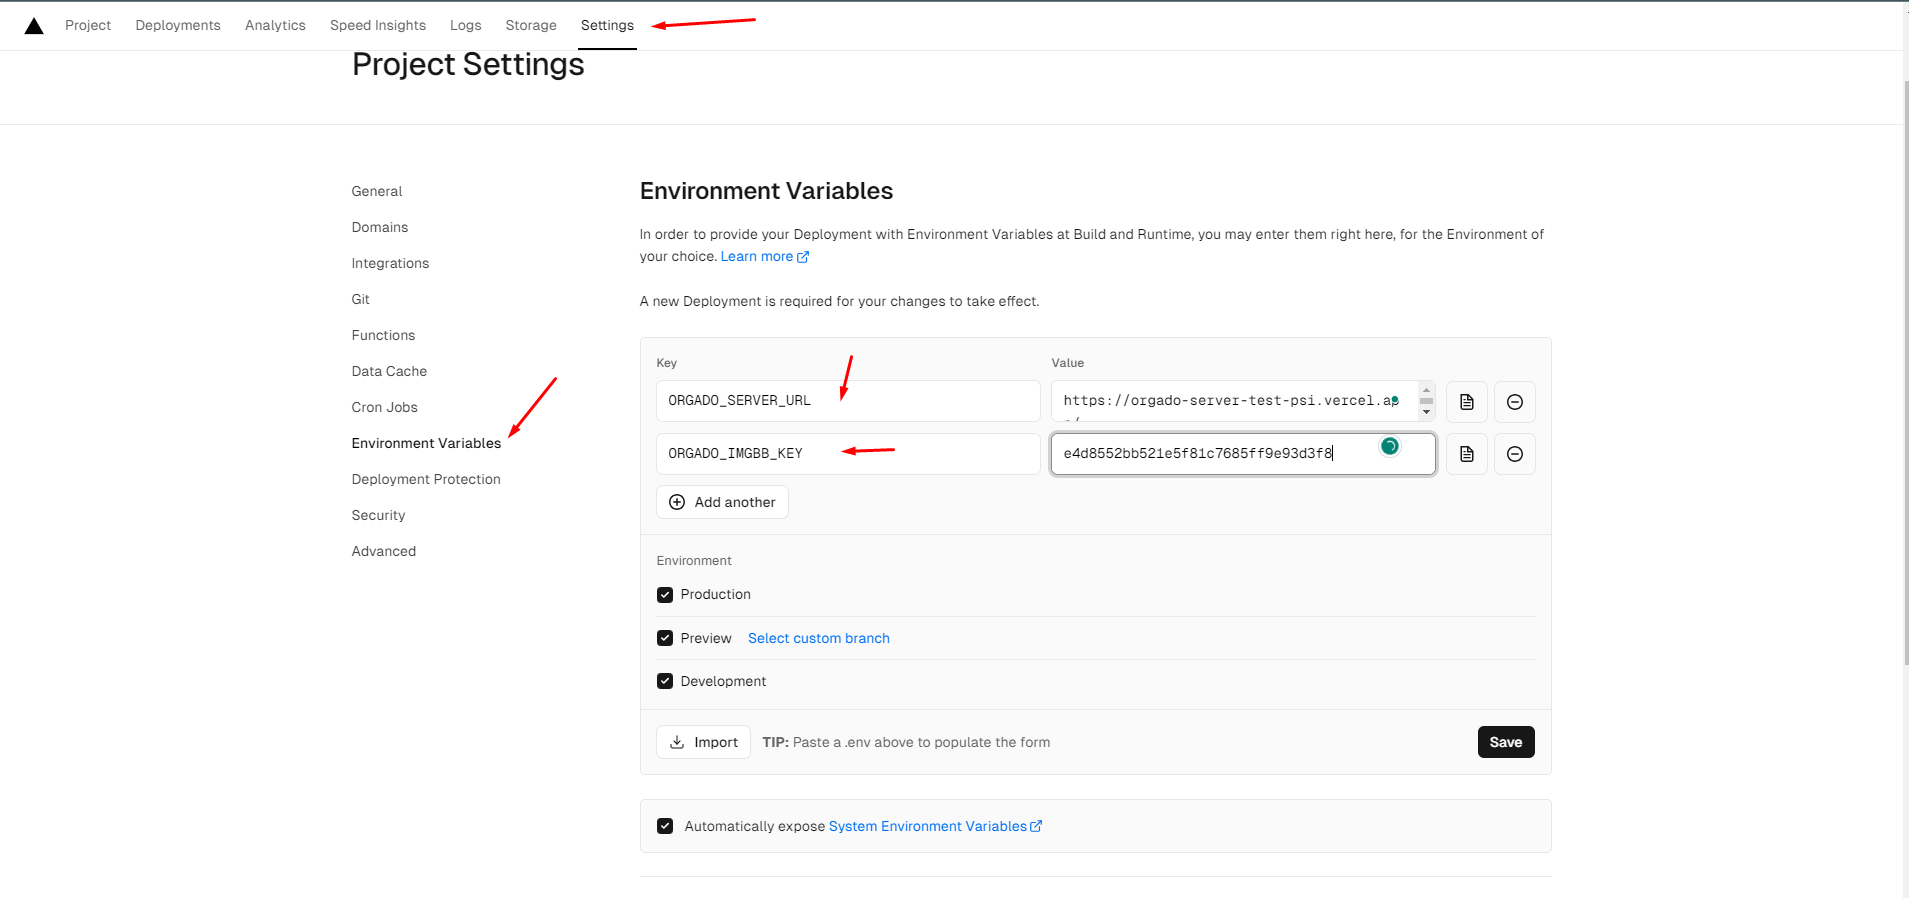 Project Deployments Analytics Speed Insights Logs Storage Settings
Project Settings
General
Domains
Integrations
Git
Functions
Data Cache
Cron Jobs
Environment Variables
Deployment Protection
Security
Advanced
Environment Variables
In order to provide your Deployment with Environment Variables at Build and Runtime, you may enter them right here, for the Environment of
your choice. Learn more
A new Deployment is required for your changes to take effect.
Key Value
ORGADO_SERVER_URL https://orgado-server-test-psi.vercel.ap
ORGADO_IMGBB_KEY e4d8552bb521e5f81c7685ff9e93d3f8
Add another
Environment
Production
Preview Select custom branch
Development
Import TIP: Paste a .env above to populate the form Save
Automatically expose System Environment Variables